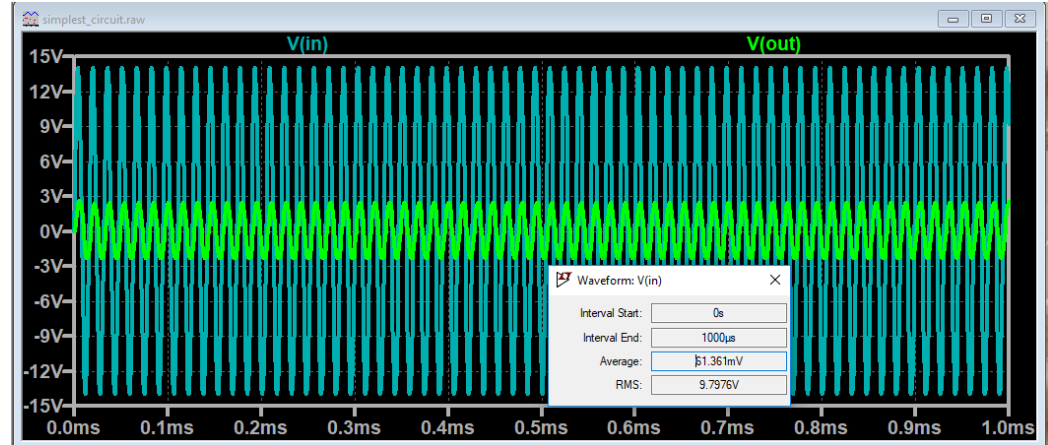 simplest_circuit.raw
V(in) V(out)
15V
12V
9V
6V
3V
0V
-3V
-6V
-9V
-12V
-15V
Waveform: V(in)
Interval Start: 0s
Interval End: 1000µs
Average: 61.361mV
RMS: 9.7976V
0.0ms 0.1ms 0.2ms 0.3ms 0.4ms 0.5ms 0.6ms 0.7ms 0.8ms 0.9ms 1.0ms